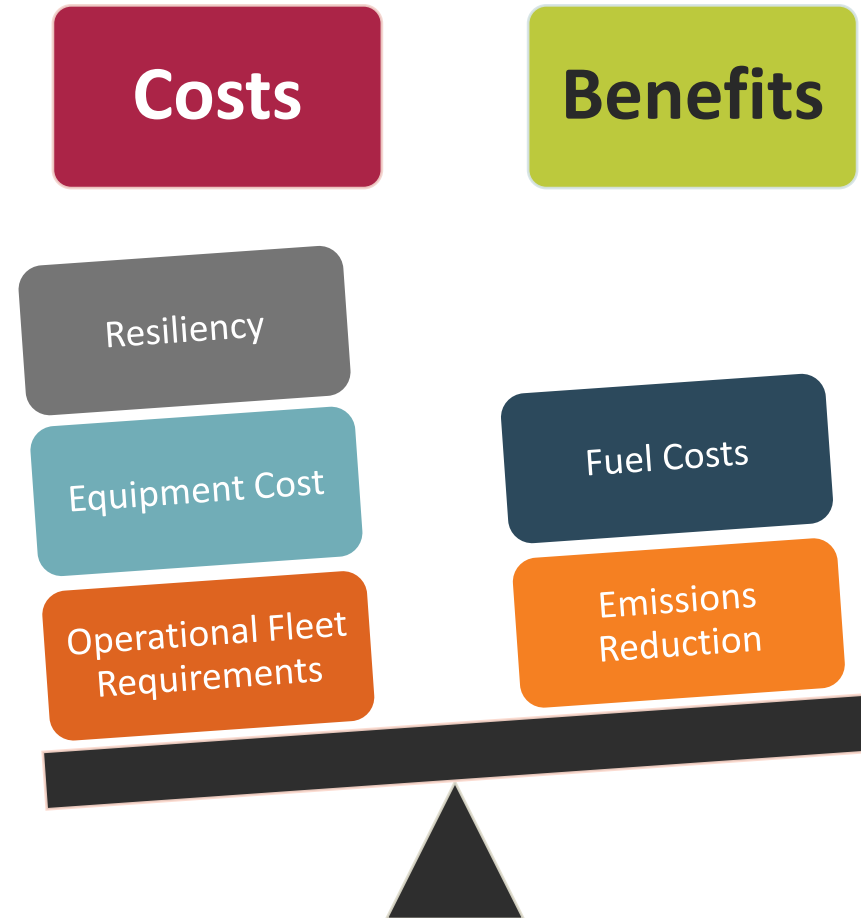 Costs
Benefits
Resiliency
Equipment Cost
Operational Fleet
Requirements
Fuel Costs
Emissions
Reduction